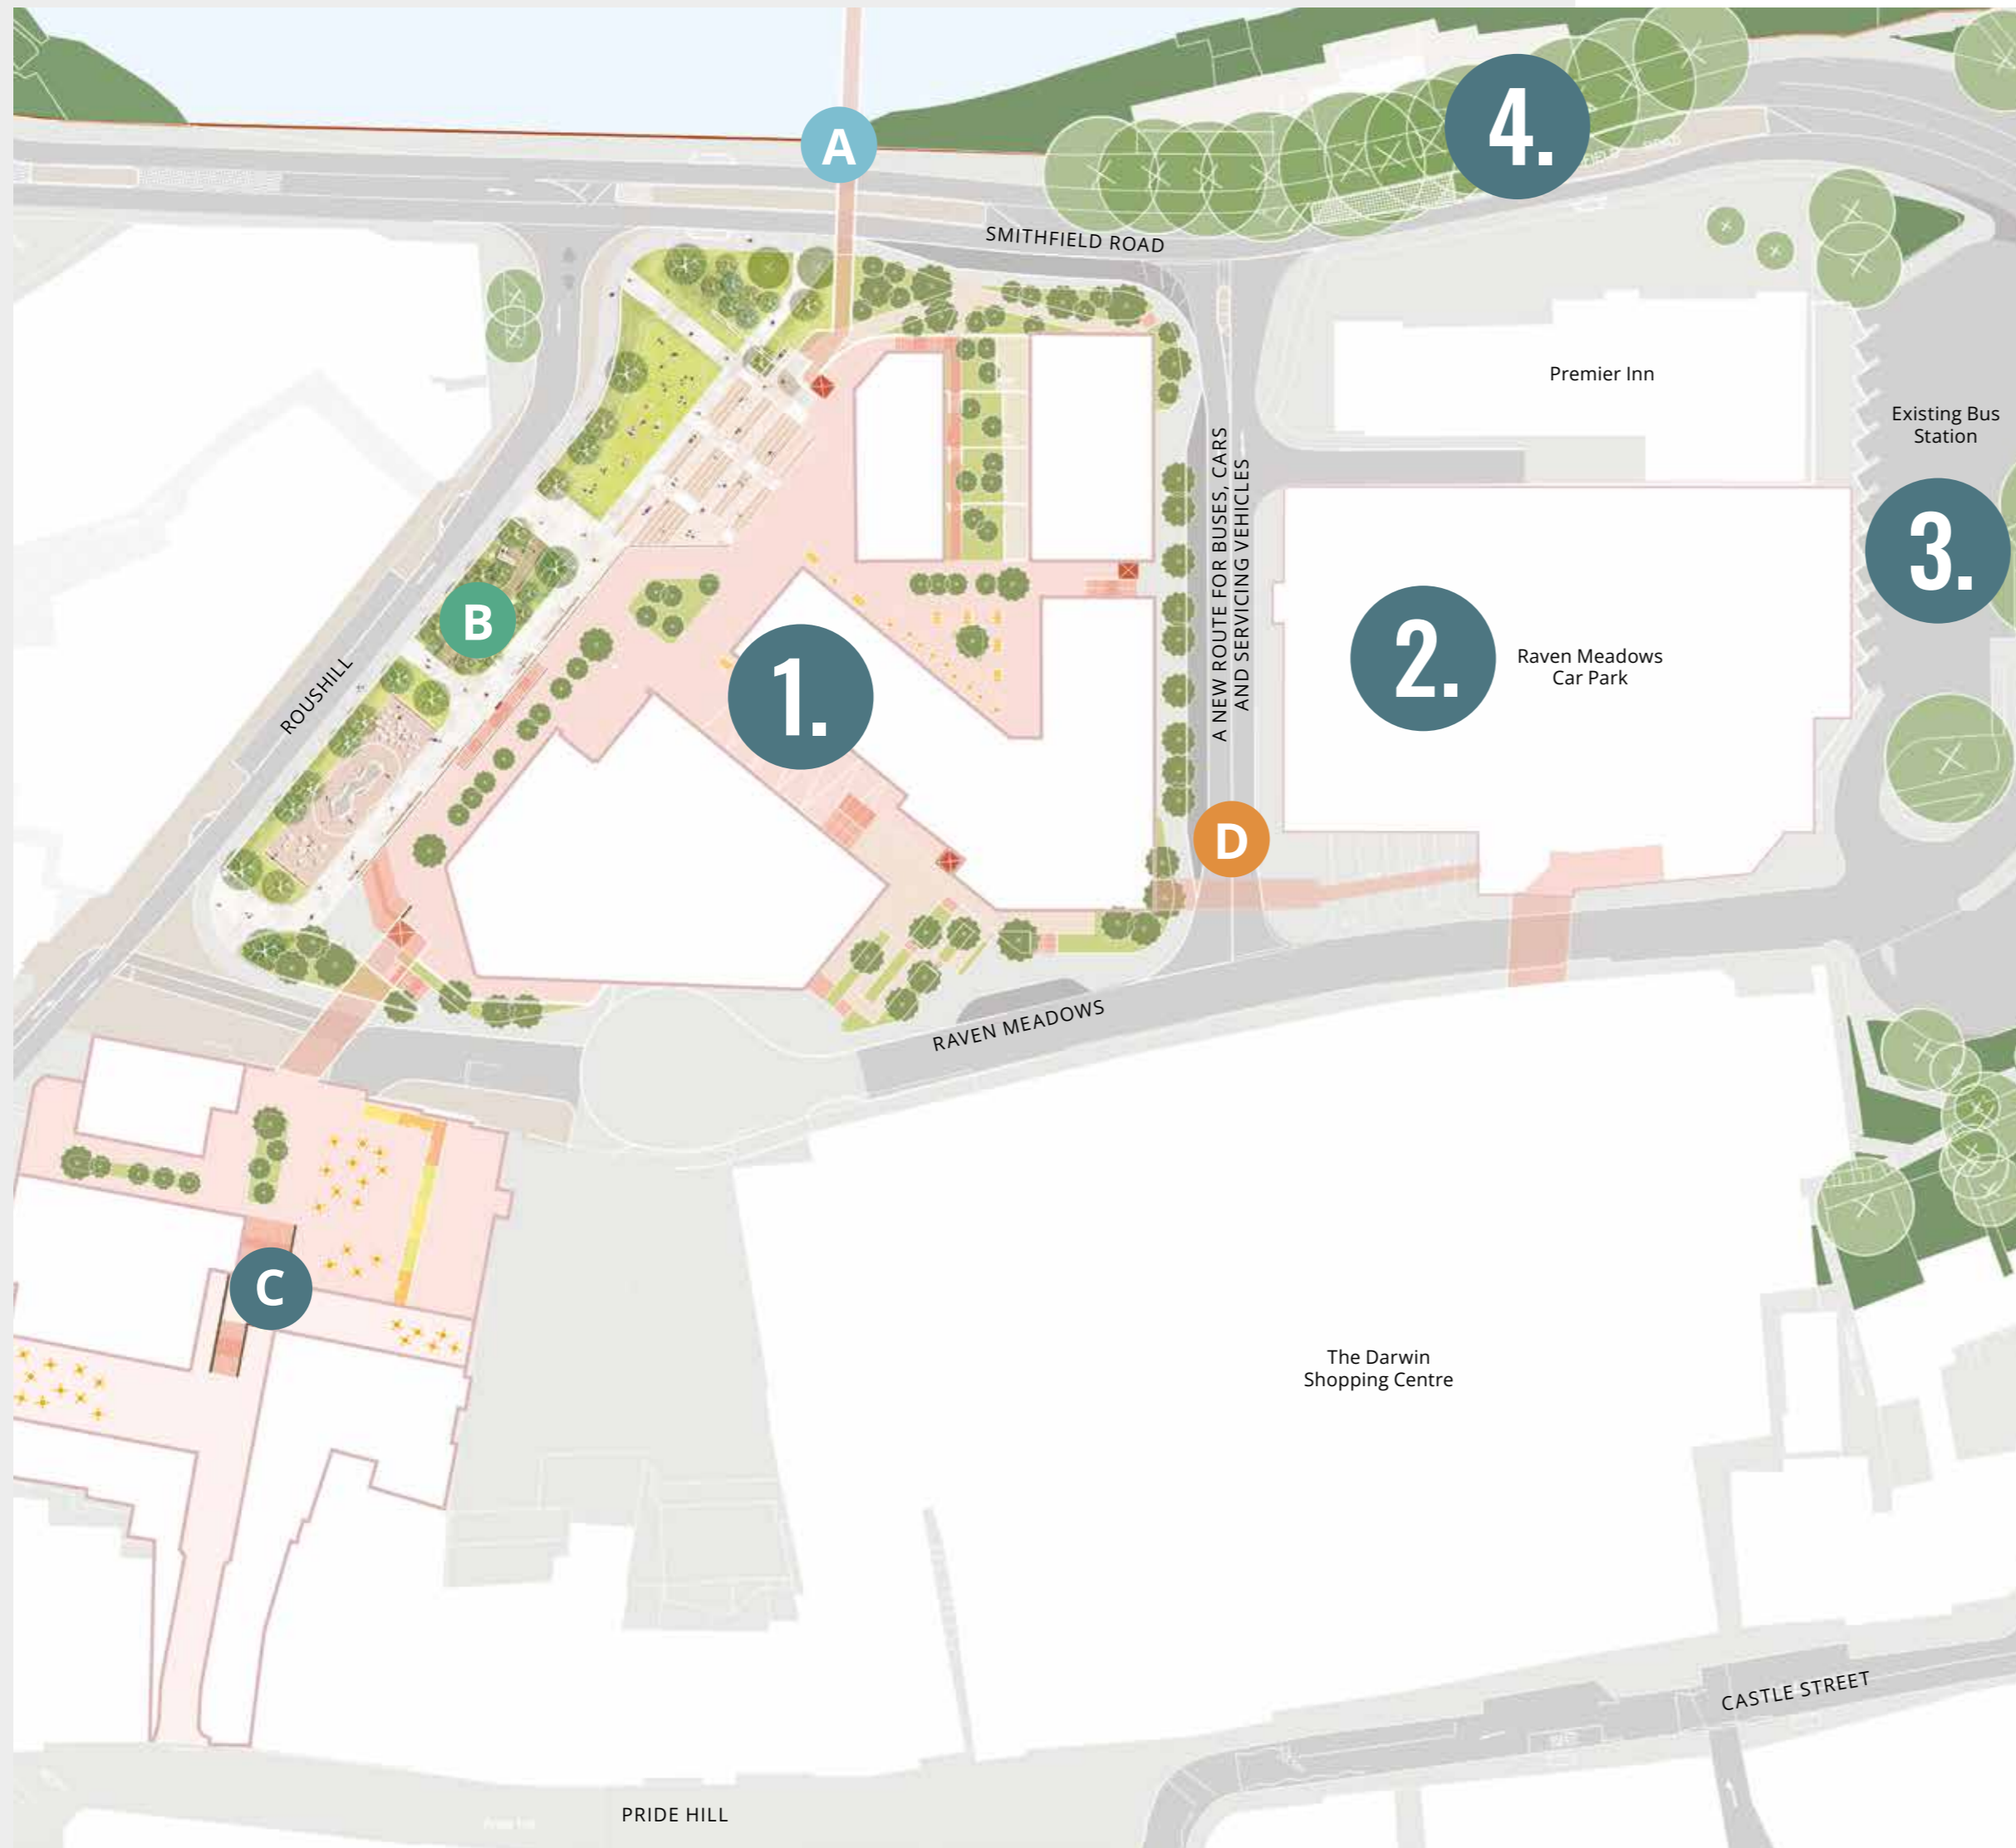 A
4.
SMITHFIELD ROAD
Premier Inn
Existing Bus
Station
A NEW ROUTE FOR BUSES, CARS
AND SERVICING VEHICLES
3.
B
ROUSHILL
1.
2.
Raven Meadows
Car Park
D
RAVEN MEADOWS
C
The Darwin
Shopping Centre
CASTLE STREET
PRIDE HILL